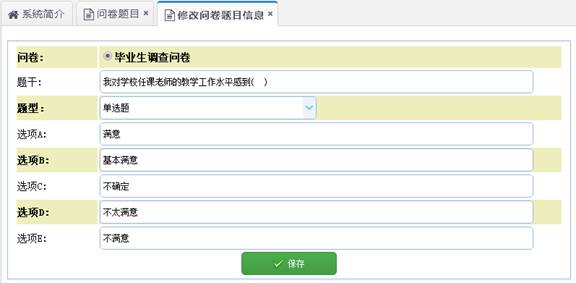 系统简介 问卷题目 修改问卷题目信息
问卷: 毕业生调查问卷
题干: 我对学校任课老师的教学工作水平感到( )
题型: 单选题
选项A: 满意
选项B: 基本满意
选项C: 不确定
选项D: 不太满意
选项E: 不满意
保存